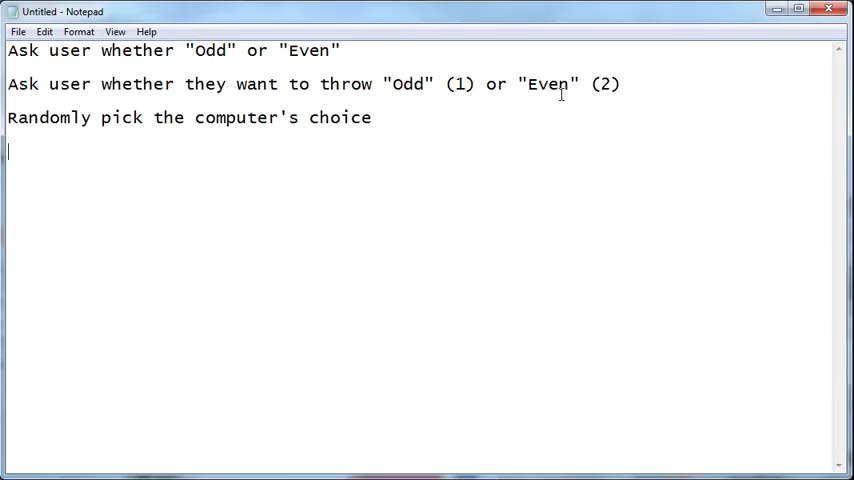 Untitled - Notepad
File Edit Format View Help
Ask user whether "Odd" or "Even"
Ask user whether they want to throw "Odd" (1) or "Even" (2)
Randomly pick the computer's choice